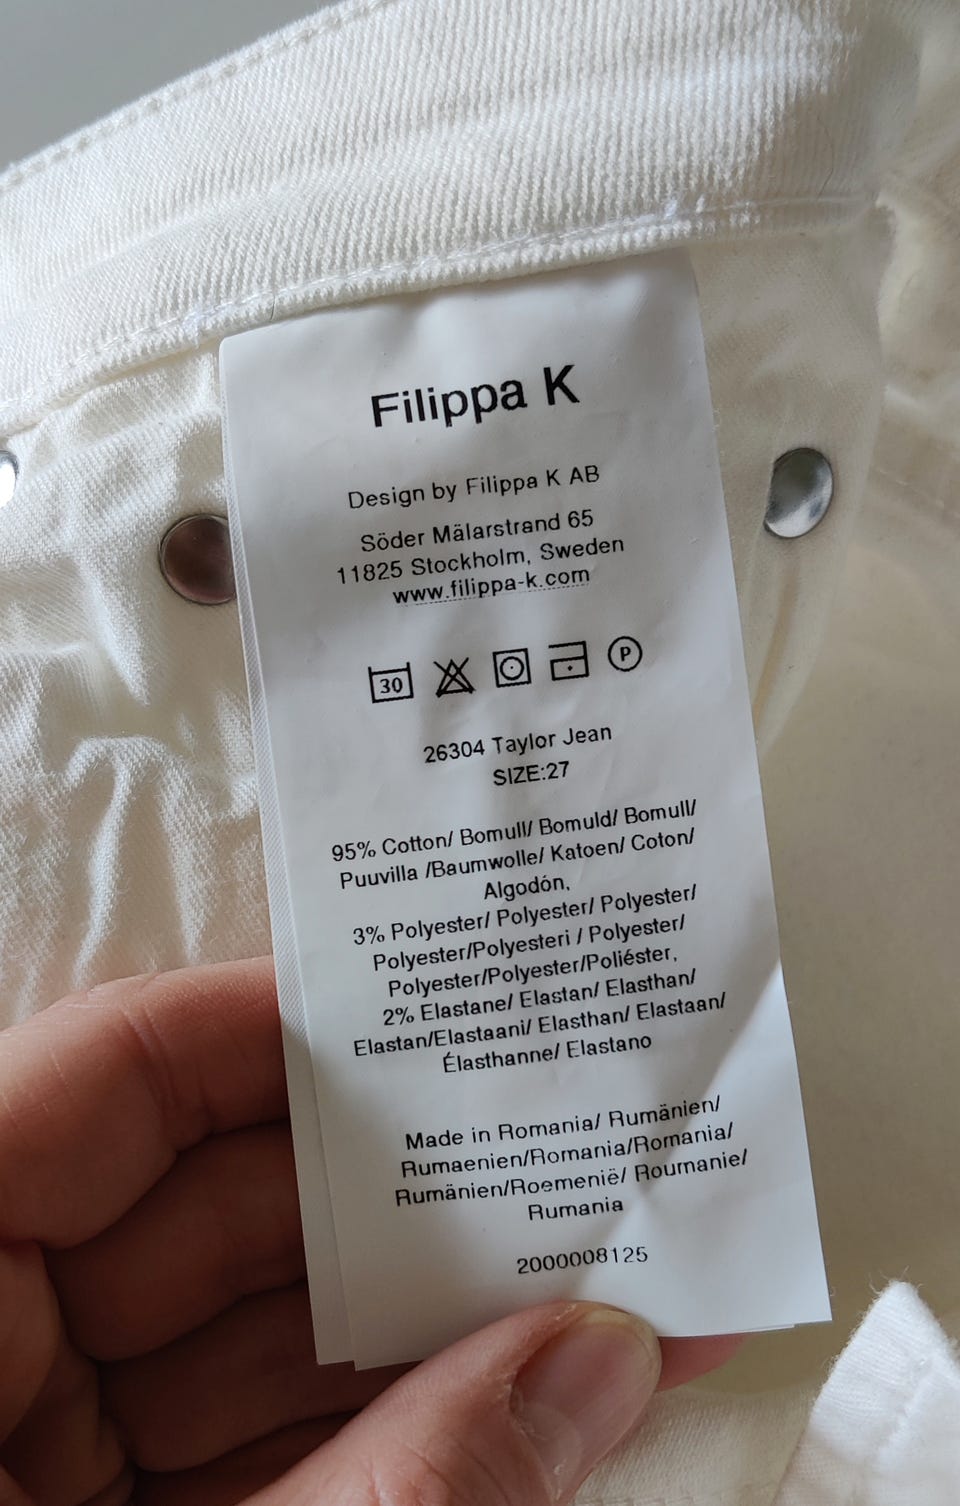 Filippa K
Design by Filippa K AB
Söder Mälarstrand 65
11825 Stockholm, Sweden
www.filippa-k.com
30 P
26304 Taylor Jean
SIZE:27
95% Cotton/ Bomull/ Bomuld/ Bomull/
Puuvilla /Baumwolle/ Katoen/ Coton/
Algodón,
3% Polyester/ Polyester/ Polyester/
Polyester/Polyesteri / Polyester/
Polyester/Polyester/Poliéster,
2% Elastane/ Elastan/ Elasthan/
Elastan/Elastaani/ Elasthan/ Elastaan/
Élasthanne/ Elastano
Made in Romania/ Rumänien/
Rumaenien/Romania/Romania/
Rumänien/Roemenië/ Roumanie/
Rumania
2000008125